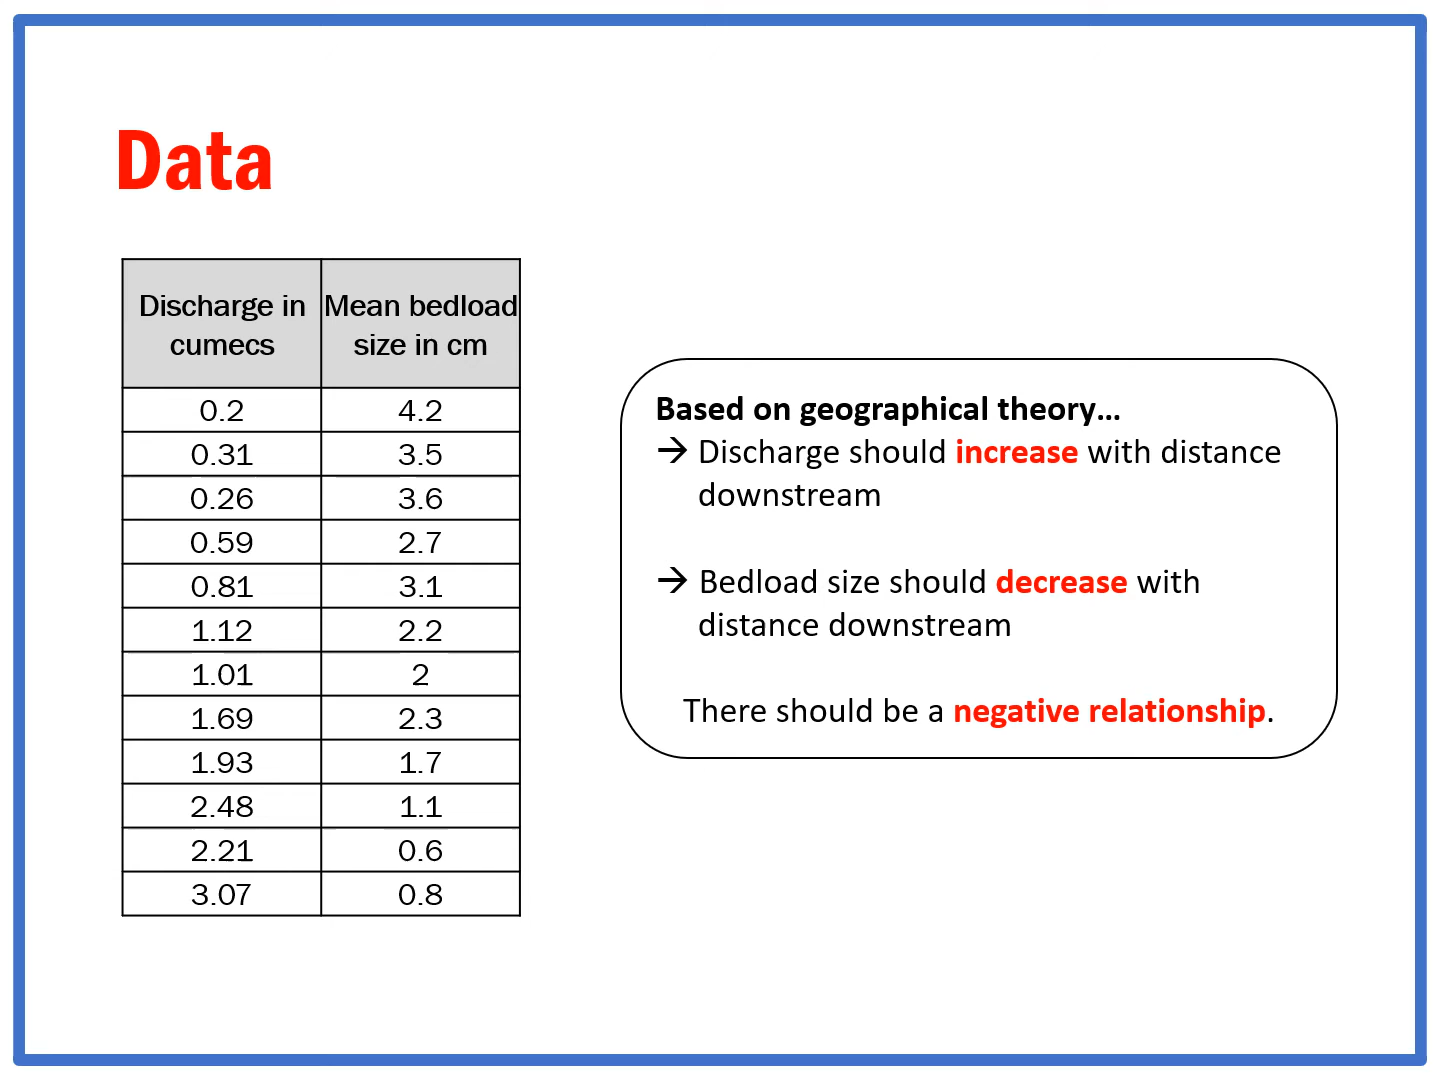 Data
Discharge in cumecs | Mean bedload size in cm
0.2 | 4.2
0.31 | 3.5
0.26 | 3.6
0.59 | 2.7
0.81 | 3.1
1.12 | 2.2
1.01 | 2
1.69 | 2.3
1.93 | 1.7
2.48 | 1.1
2.21 | 0.6
3.07 | 0.8
Based on geographical theory...
→ Discharge should increase with distance
downstream
→ Bedload size should decrease with
distance downstream
There should be a negative relationship.